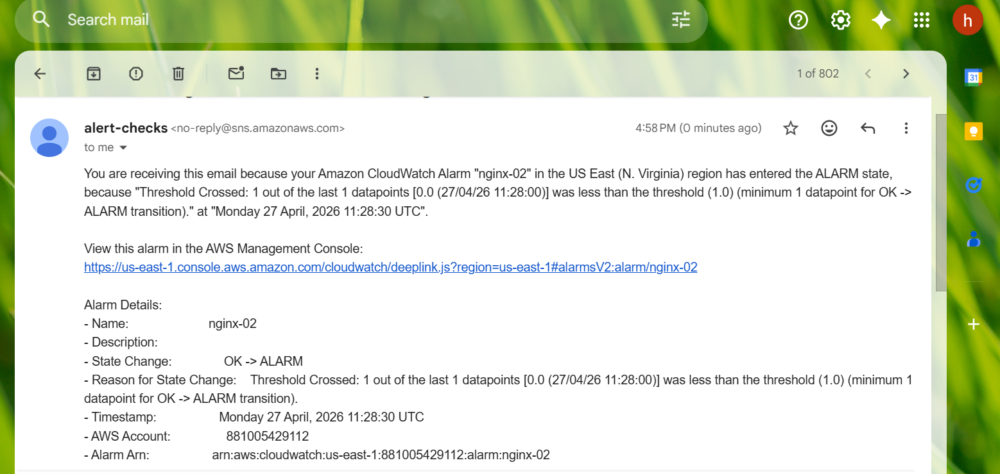 Search mail
h
1 of 802
31
alert-checks <no-reply@sns.amazonaws.com>
4:58 PM (0 minutes ago)
to me
You are receiving this email because your Amazon CloudWatch Alarm "nginx-02" in the US East (N. Virginia) region has entered the ALARM state,
because "Threshold Crossed: 1 out of the last 1 datapoints [0.0 (27/04/26 11:28:00)] was less than the threshold (1.0) (minimum 1 datapoint for OK ->
ALARM transition)." at "Monday 27 April, 2026 11:28:30 UTC".
View this alarm in the AWS Management Console:
https://us-east-1.console.aws.amazon.com/cloudwatch/deeplink.js?region=us-east-1#alarmsV2:alarm/nginx-02
Alarm Details:
- Name: nginx-02
- Description:
- State Change: OK -> ALARM
- Reason for State Change: Threshold Crossed: 1 out of the last 1 datapoints [0.0 (27/04/26 11:28:00)] was less than the threshold (1.0) (minimum 1
datapoint for OK -> ALARM transition).
- Timestamp: Monday 27 April, 2026 11:28:30 UTC
- AWS Account: 881005429112
- Alarm Arn: arn:aws:cloudwatch:us-east-1:881005429112:alarm:nginx-02